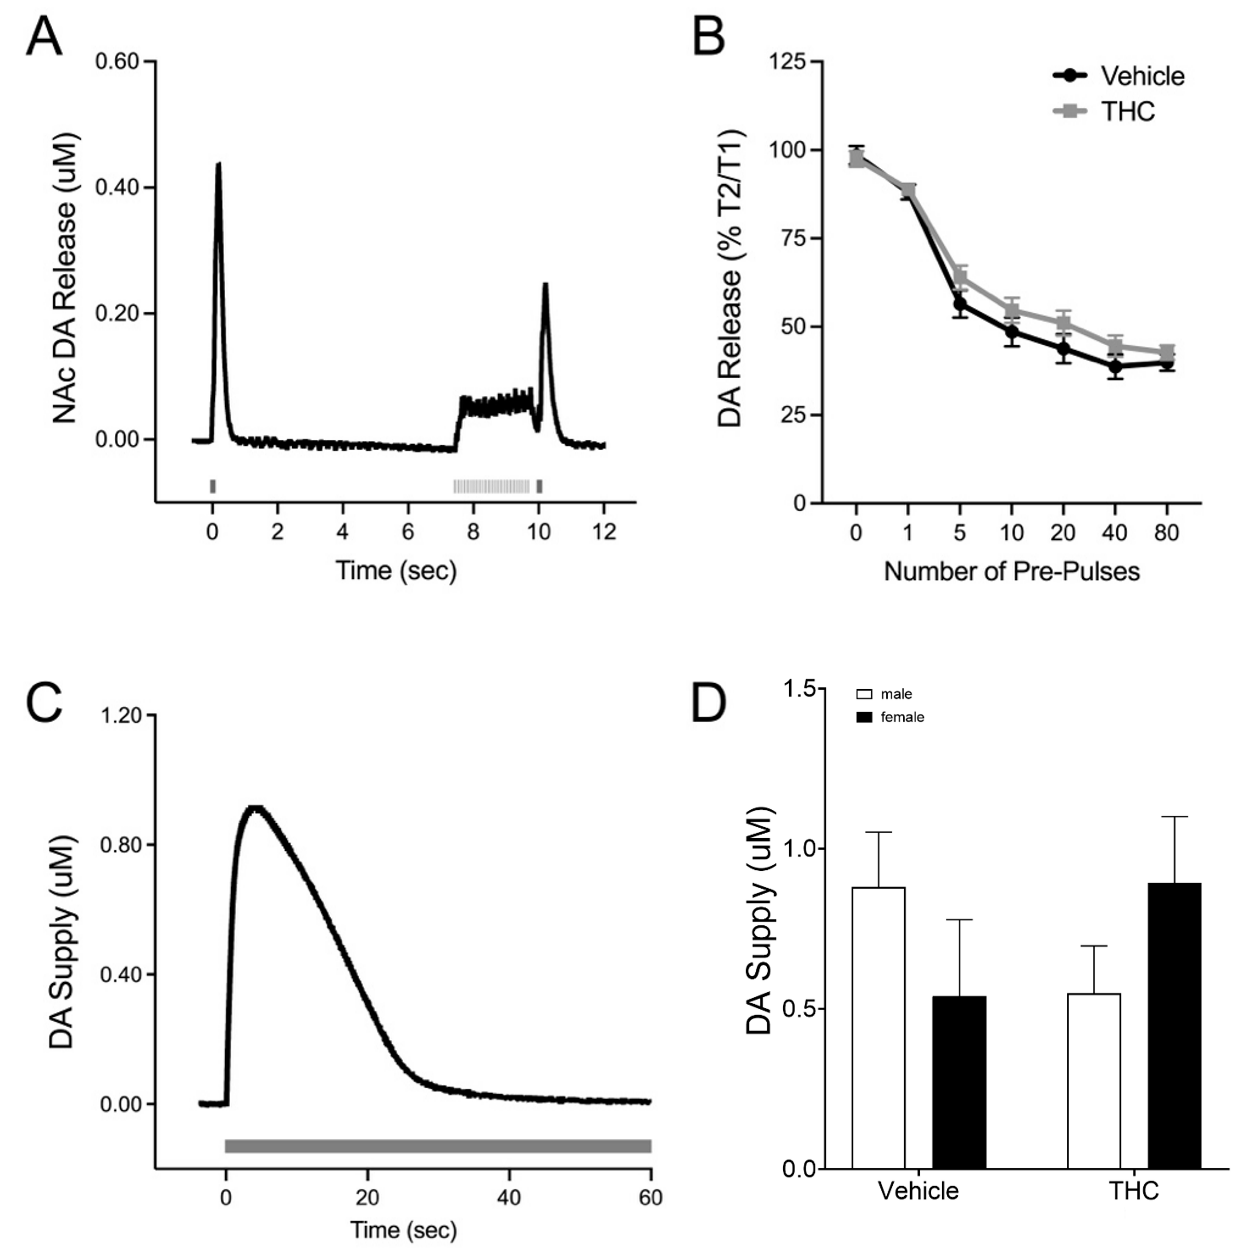 A
0.60
0.40
0.20
0.00
NAc DA Release (uM)
0 2 4 6 8 10 12
Time (sec)
B
125
100
75
50
25
0
DA Release (% T2/T1)
Vehicle
THC
0 1 5 10 20 40 80
Number of Pre-Pulses
C
1.20
0.80
0.40
0.00
DA Supply (uM)
0 20 40 60
Time (sec)
D
1.5
1.0
0.5
0.0
DA Supply (uM)
male
female
Vehicle THC